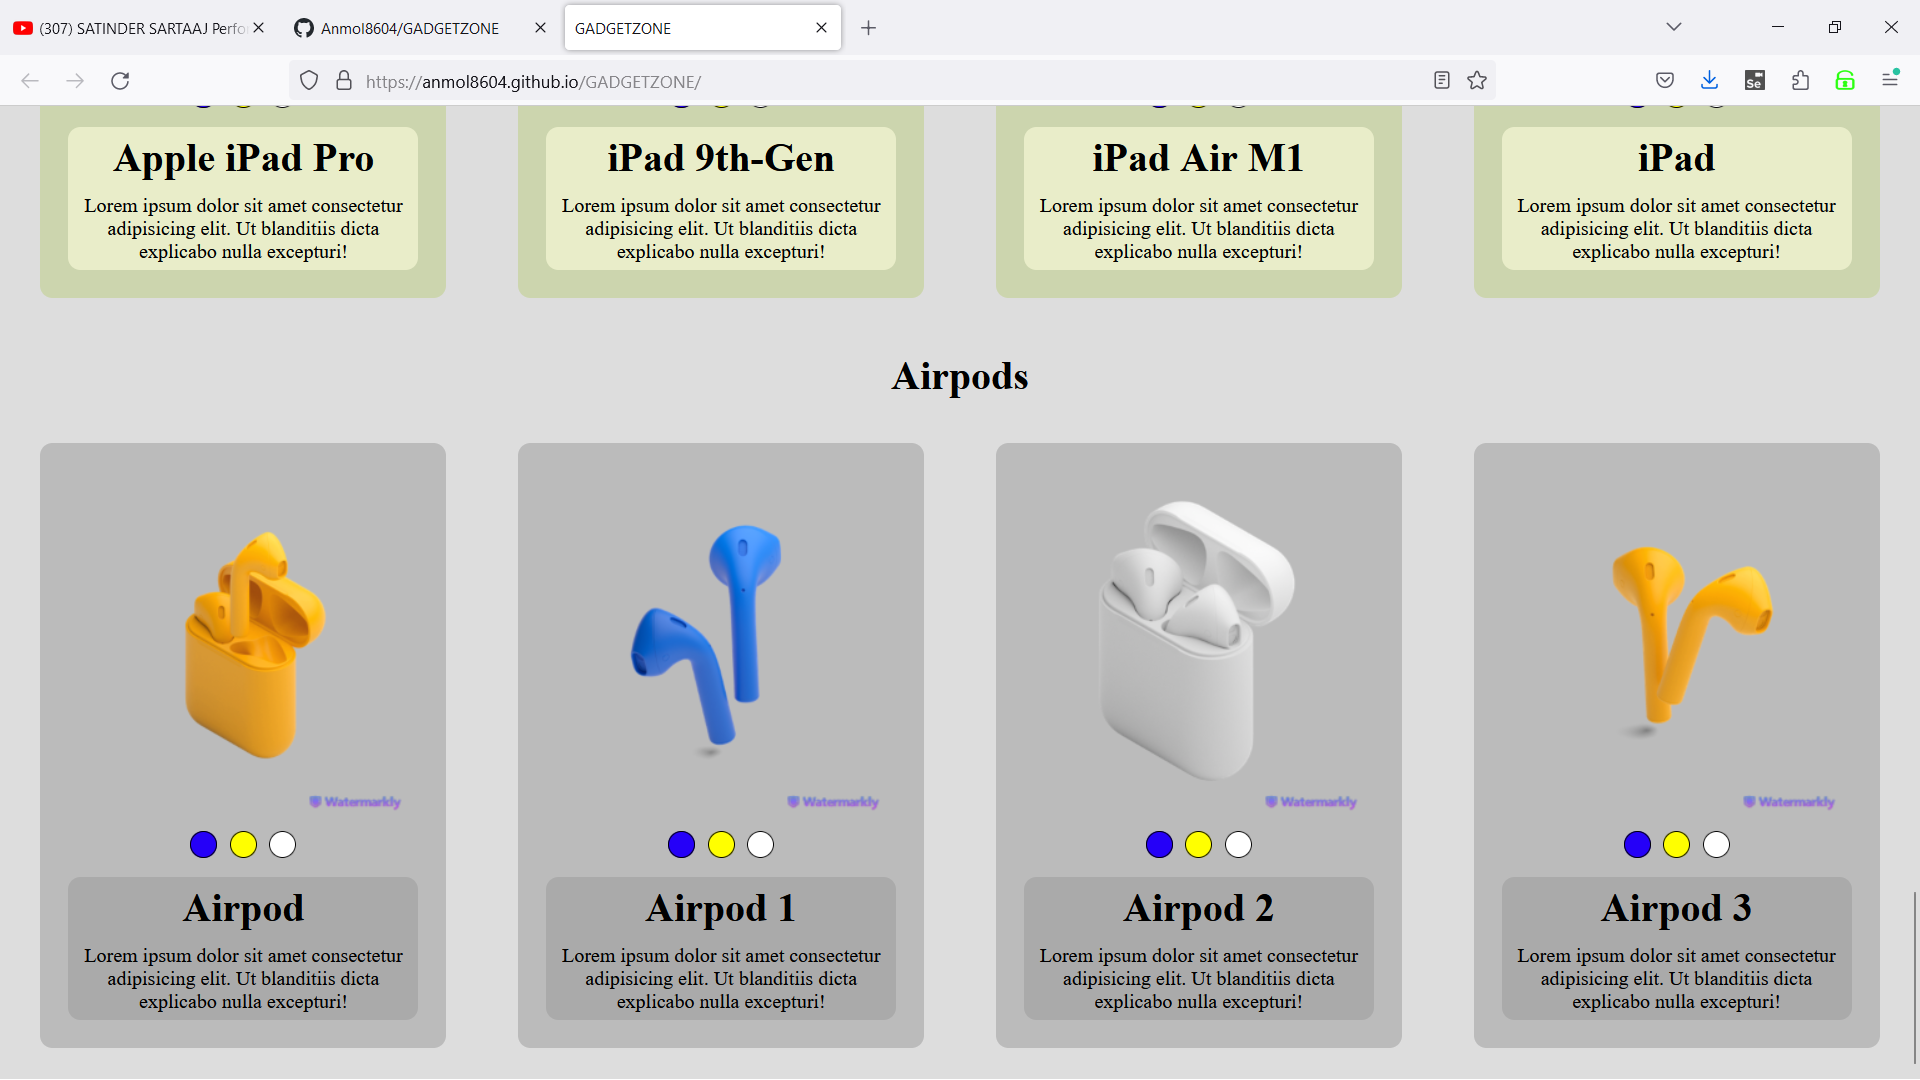 (307) SATINDER SARTAAJ Perfo
Anmol8604/GADGETZONE
GADGETZONE
https://anmol8604.github.io/GADGETZONE/
Se
Apple iPad Pro
Lorem ipsum dolor sit amet consectetur
adipisicing elit. Ut blanditiis dicta
explicabo nulla excepturi!
iPad 9th-Gen
Lorem ipsum dolor sit amet consectetur
adipisicing elit. Ut blanditiis dicta
explicabo nulla excepturi!
iPad Air M1
Lorem ipsum dolor sit amet consectetur
adipisicing elit. Ut blanditiis dicta
explicabo nulla excepturi!
iPad
Lorem ipsum dolor sit amet consectetur
adipisicing elit. Ut blanditiis dicta
explicabo nulla excepturi!
Airpods
Watermarkly
Airpod
Lorem ipsum dolor sit amet consectetur
adipisicing elit. Ut blanditiis dicta
explicabo nulla excepturi!
Watermarkly
Airpod 1
Lorem ipsum dolor sit amet consectetur
adipisicing elit. Ut blanditiis dicta
explicabo nulla excepturi!
Watermarkly
Airpod 2
Lorem ipsum dolor sit amet consectetur
adipisicing elit. Ut blanditiis dicta
explicabo nulla excepturi!
Watermarkly
Airpod 3
Lorem ipsum dolor sit amet consectetur
adipisicing elit. Ut blanditiis dicta
explicabo nulla excepturi!